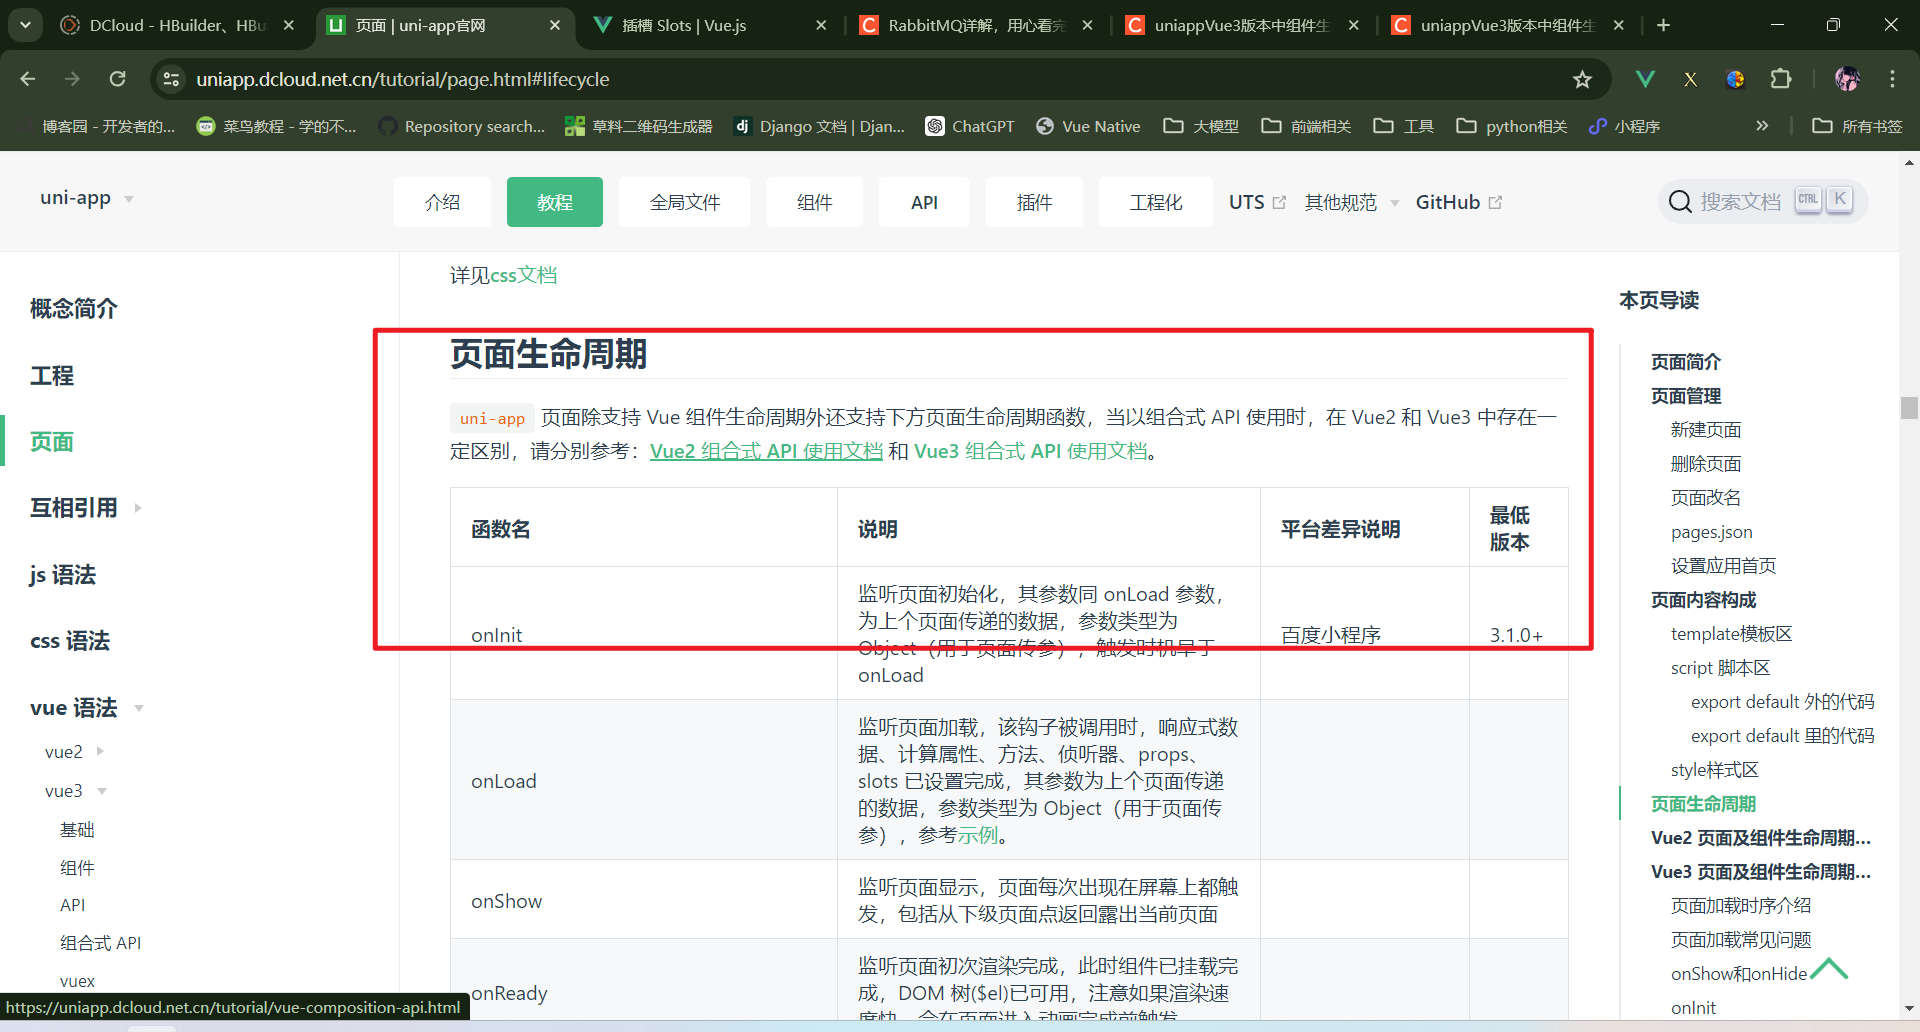 DCloud - HBuilder、HBu
页面 | uni-app官网
插槽 Slots | Vue.js
RabbitMQ详解，用心看完
uniappVue3版本中组件生
uniappVue3版本中组件生
uniapp.dcloud.net.cn/tutorial/page.html#lifecycle
博客园 - 开发者的...
菜鸟教程 - 学的不...
Repository search...
草料二维码生成器
Django 文档 | Djan...
ChatGPT
Vue Native
大模型
前端相关
工具
python相关
小程序
所有书签
uni-app
介绍
教程
全局文件
组件
API
插件
工程化
UTS
其他规范
GitHub
搜索文档
CTRL
K
概念简介
工程
页面
互相引用
js 语法
css 语法
vue 语法
vue2
vue3
基础
组件
API
组合式 API
vuex
https://uniapp.dcloud.net.cn/tutorial/vue-composition-api.html
详见css文档
页面生命周期
uni-app 页面除支持 Vue 组件生命周期外还支持下方页面生命周期函数，当以组合式 API 使用时，在 Vue2 和 Vue3 中存在一
定区别，请分别参考：Vue2 组合式 API 使用文档 和 Vue3 组合式 API 使用文档。
函数名
说明
平台差异说明
最低
版本
onInit
监听页面初始化，其参数同 onLoad 参数，
为上个页面传递的数据，参数类型为
Object（用于页面传参），触发时机早于
onLoad
百度小程序
3.1.0+
onLoad
监听页面加载，该钩子被调用时，响应式数
据、计算属性、方法、侦听器、props、
slots 已设置完成，其参数为上个页面传递
的数据，参数类型为 Object（用于页面传
参），参考示例。
onShow
监听页面显示，页面每次出现在屏幕上都触
发，包括从下级页面点返回露出当前页面
onReady
监听页面初次渲染完成，此时组件已挂载完
成，DOM 树($el)已可用，注意如果渲染速
度快，会在页面进入动画完成前触发
本页导读
页面简介
页面管理
新建页面
删除页面
页面改名
pages.json
设置应用首页
页面内容构成
template模板区
script 脚本区
export default 外的代码
export default 里的代码
style样式区
页面生命周期
Vue2 页面及组件生命周期...
Vue3 页面及组件生命周期...
页面加载时序介绍
页面加载常见问题
onShow和onHide
onInit